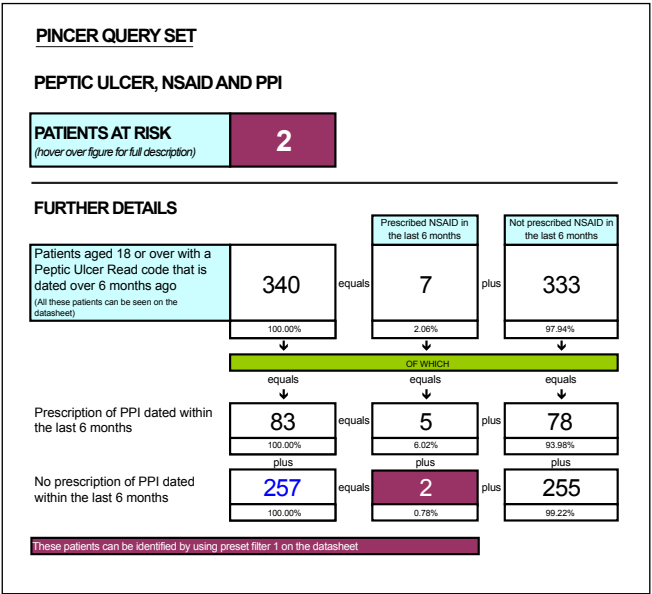 PINCER QUERY SET
PEPTIC ULCER, NSAID AND PPI
PATIENTS AT RISK
(hover over figure for full description)
2
FURTHER DETAILS
Prescribed NSAID in
the last 6 months
Not prescribed NSAID in
the last 6 months
Patients aged 18 or over with a
Peptic Ulcer Read code that is
dated over 6 months ago
(All these patients can be seen on the
datasheet)
340 equals 7 plus 333
100.00% 2.06% 97.94%
OF WHICH
equals equals equals
Prescription of PPI dated within
the last 6 months
83 equals 5 plus 78
100.00% 6.02% 93.98%
plus plus plus
No prescription of PPI dated
within the last 6 months
257 equals 2 plus 255
100.00% 0.78% 99.22%
These patients can be identified by using preset filter 1 on the datasheet